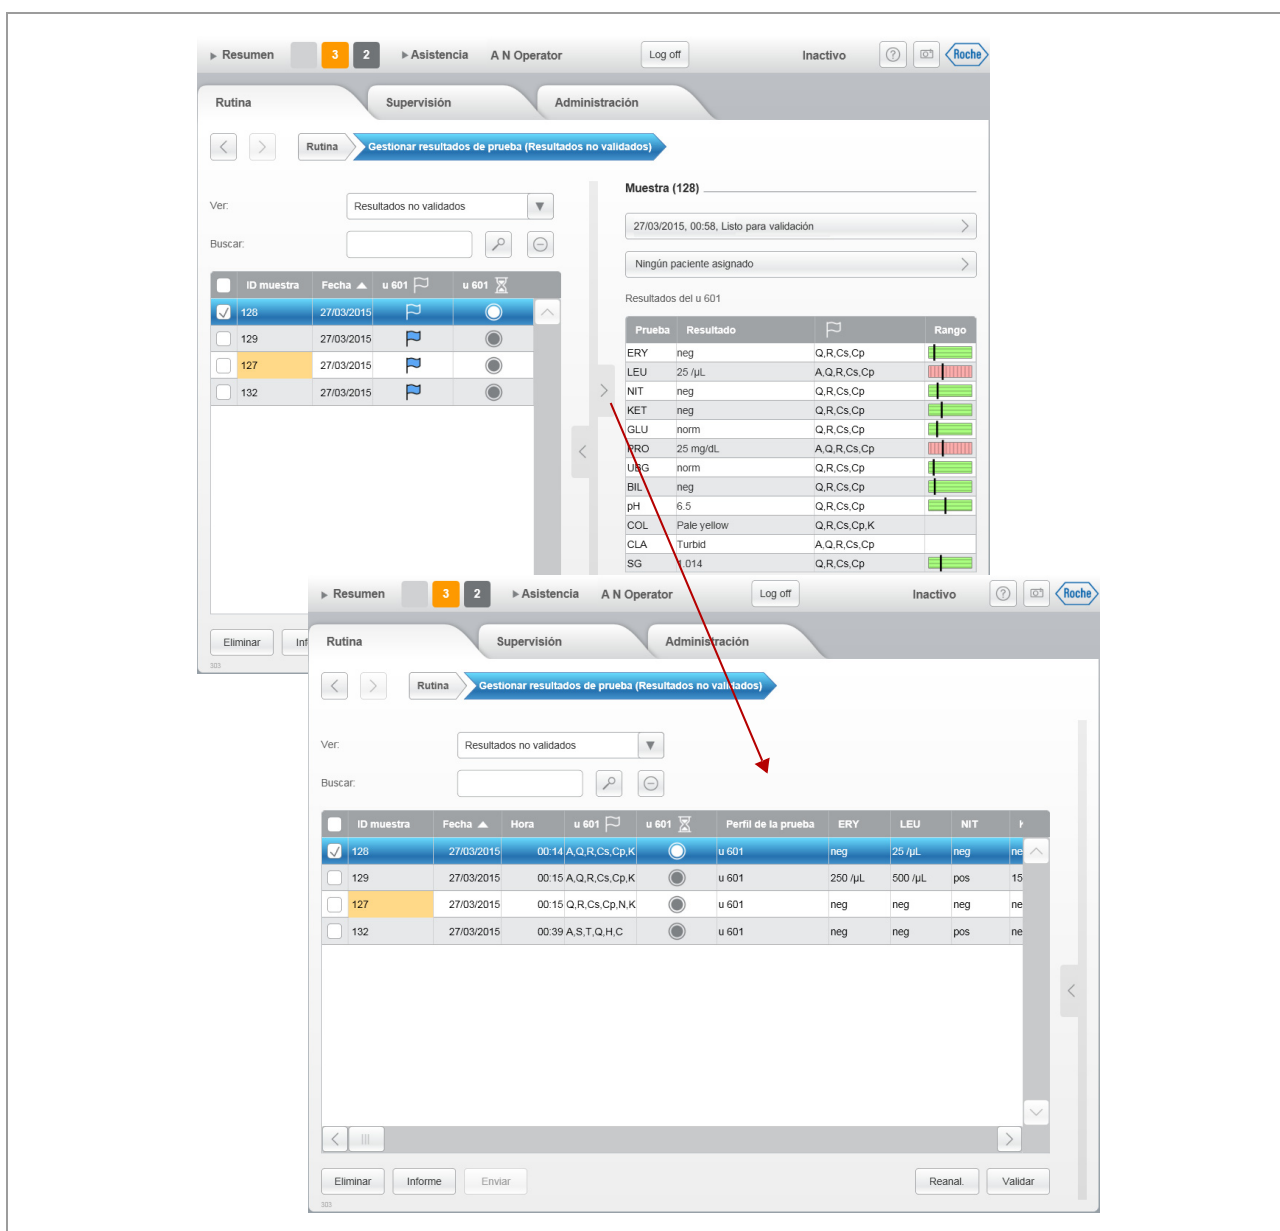 Resumen 3 2 Asistencia A N Operator Log off Inactivo Roche
Rutina Supervisión Administración
Rutina Gestionar resultados de prueba (Resultados no validados)
Muestra (128)
Ver: Resultados no validados
27/03/2015, 00:58, Listo para validación
Buscar:
Ningún paciente asignado
ID muestra Fecha u 601 u 601
Resultados del u 601
128 27/03/2015
129 27/03/2015
127 27/03/2015
132 27/03/2015
Prueba Resultado Rango
ERY neg Q,R,Cs,Cp
LEU 25 /µL A,Q,R,Cs,Cp
NIT neg Q,R,Cs,Cp
KET neg Q,R,Cs,Cp
GLU norm Q,R,Cs,Cp
PRO 25 mg/dL A,Q,R,Cs,Cp
UBG norm Q,R,Cs,Cp
BIL neg Q,R,Cs,Cp
pH 6.5 Q,R,Cs,Cp
COL Pale yellow Q,R,Cs,Cp,K
CLA Turbid A,Q,R,Cs,Cp
SG 1.014 Q,R,Cs,Cp
Eliminar Inf
303
Resumen 3 2 Asistencia A N Operator Log off Inactivo Roche
Rutina Supervisión Administración
Rutina Gestionar resultados de prueba (Resultados no validados)
Ver: Resultados no validados
Buscar:
ID muestra Fecha Hora u 601 u 601 Perfil de la prueba ERY LEU NIT
128 27/03/2015 00:14 A,Q,R,Cs,Cp,K u 601 neg 25 /µL neg ne
129 27/03/2015 00:15 A,Q,R,Cs,Cp,K u 601 250 /µL 500 /µL pos 15
127 27/03/2015 00:15 Q,R,Cs,Cp,N,K u 601 neg neg neg ne
132 27/03/2015 00:39 A,S,T,Q,H,C u 601 neg neg pos ne
Eliminar Informe Enviar Reanal. Validar
303